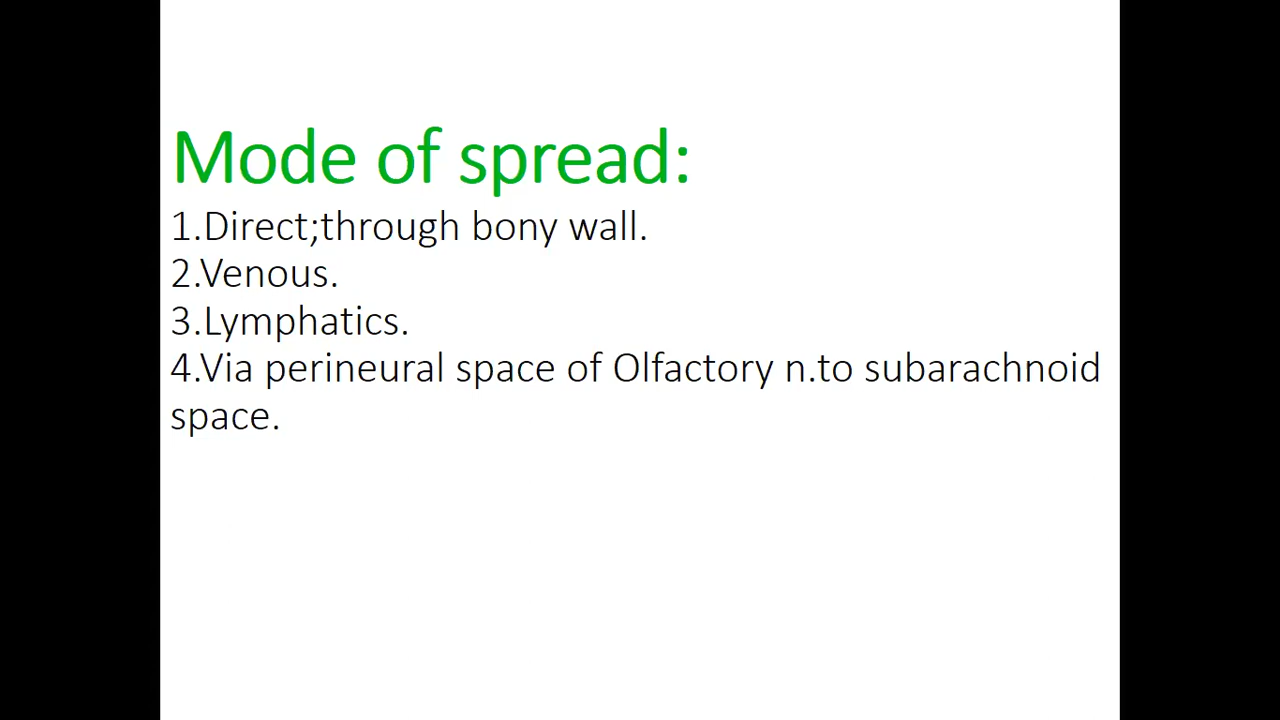 Mode of spread:
1.Direct;through bony wall.
2.Venous.
3.Lymphatics.
4.Via perineural space of Olfactory n.to subarachnoid
space.